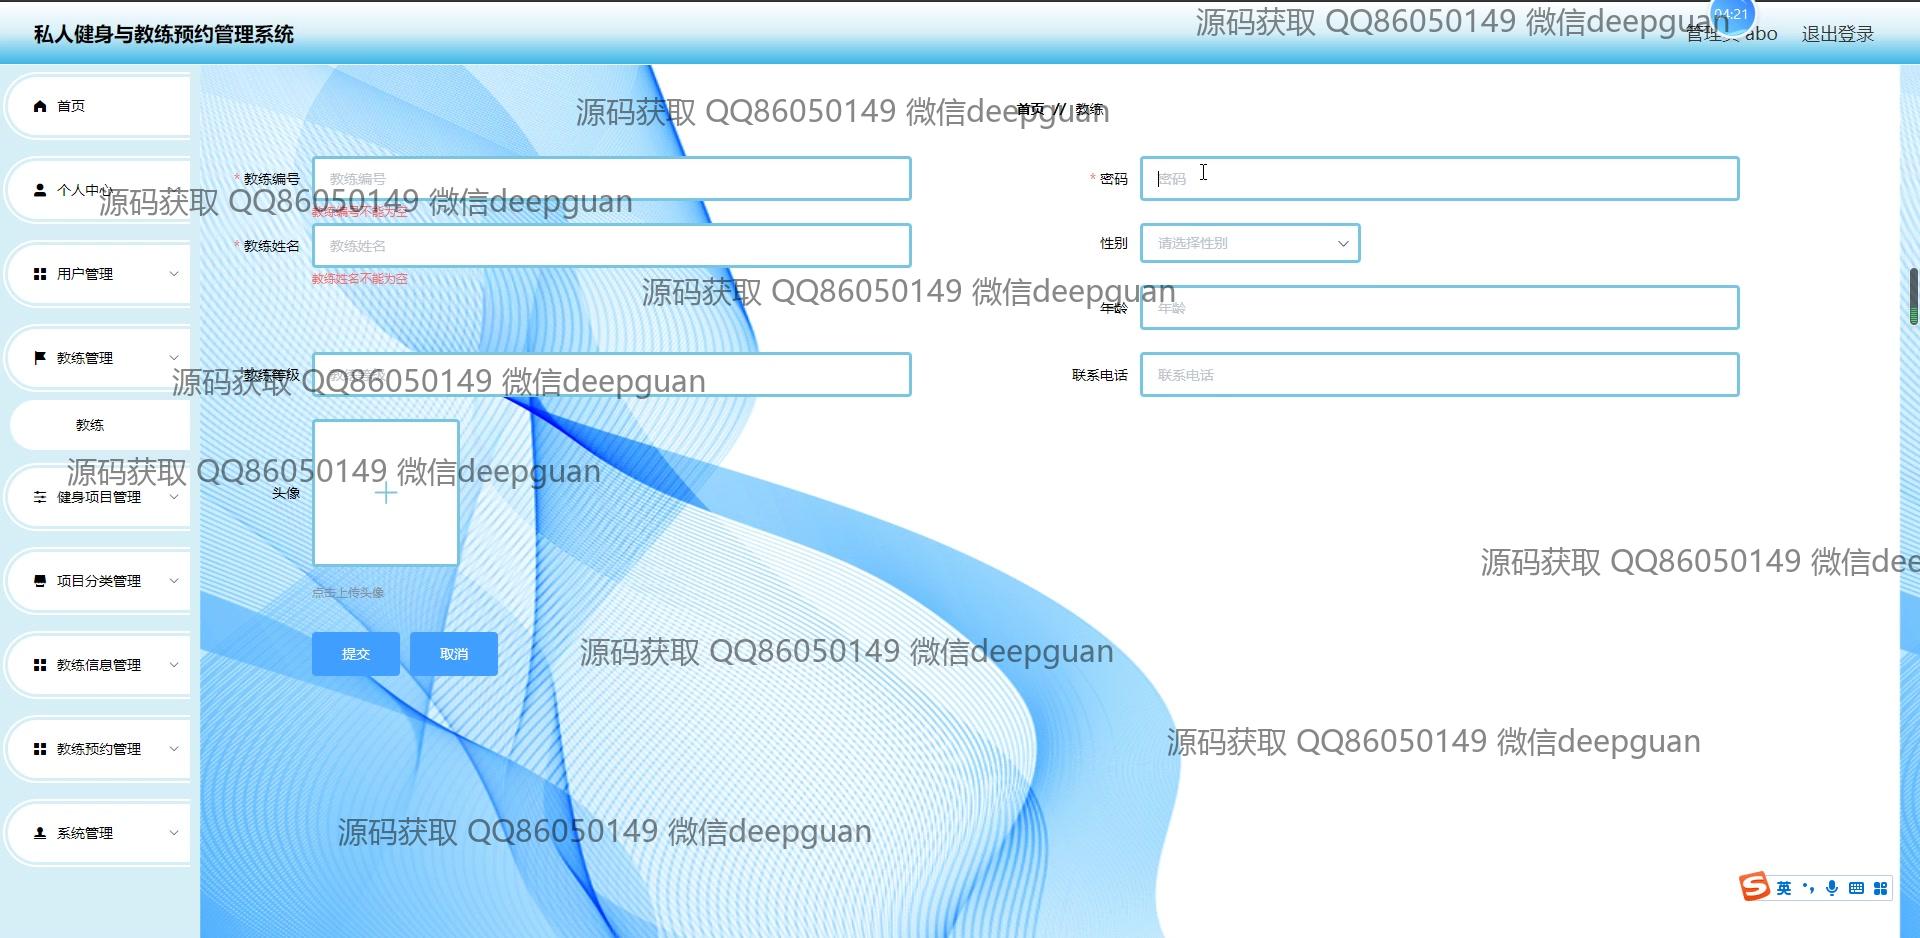 私人健身与教练预约管理系统
源码获取 QQ86050149 微信deepguan
04:21
管理员 abo
退出登录
首页
源码获取 QQ86050149 微信deepguan
首页 // 教练
* 教练编号
教练编号
* 密码
密码
个人中心
源码获取 QQ86050149 微信deepguan
教练编号不能为空
* 教练姓名
教练姓名
性别
请选择性别
用户管理
教练姓名不能为空
源码获取 QQ86050149 微信deepguan
年龄
年龄
教练管理
教练等级
教练等级
联系电话
联系电话
源码获取 QQ86050149 微信deepguan
教练
源码获取 QQ86050149 微信deepguan
头像
健身项目管理
源码获取 QQ86050149 微信dee
项目分类管理
点击上传头像
提交
取消
源码获取 QQ86050149 微信deepguan
教练信息管理
教练预约管理
源码获取 QQ86050149 微信deepguan
系统管理
源码获取 QQ86050149 微信deepguan
英